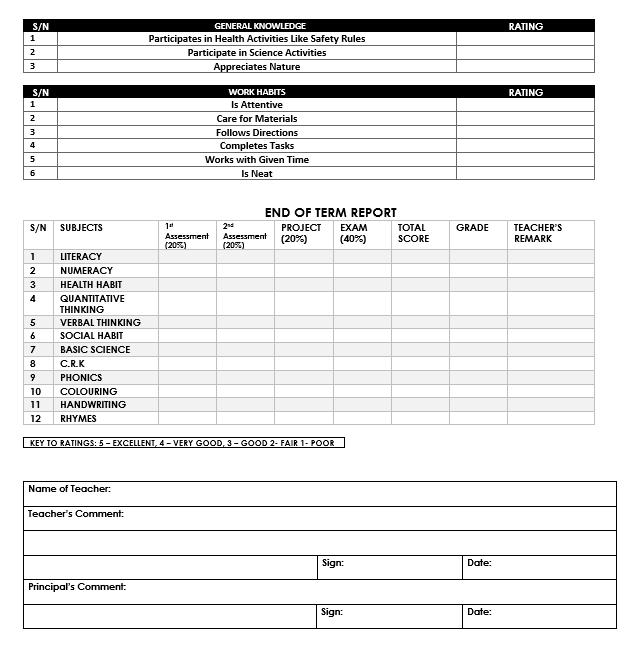 S/N GENERAL KNOWLEDGE RATING
1 Participates in Health Activities Like Safety Rules
2 Participate in Science Activities
3 Appreciates Nature
S/N WORK HABITS RATING
1 Is Attentive
2 Care for Materials
3 Follows Directions
4 Completes Tasks
5 Works with Given Time
6 Is Neat
END OF TERM REPORT
S/N SUBJECTS 1st Assessment (20%) 2nd Assessment (20%) PROJECT (20%) EXAM (40%) TOTAL SCORE GRADE TEACHER'S REMARK
1 LITERACY
2 NUMERACY
3 HEALTH HABIT
4 QUANTITATIVE
THINKING
5 VERBAL THINKING
6 SOCIAL HABIT
7 BASIC SCIENCE
8 C.R.K
9 PHONICS
10 COLOURING
11 HANDWRITING
12 RHYMES
KEY TO RATINGS: 5 – EXCELLENT, 4 – VERY GOOD, 3 – GOOD 2- FAIR 1- POOR
Name of Teacher:
Teacher's Comment:
Sign: Date:
Principal's Comment:
Sign: Date: